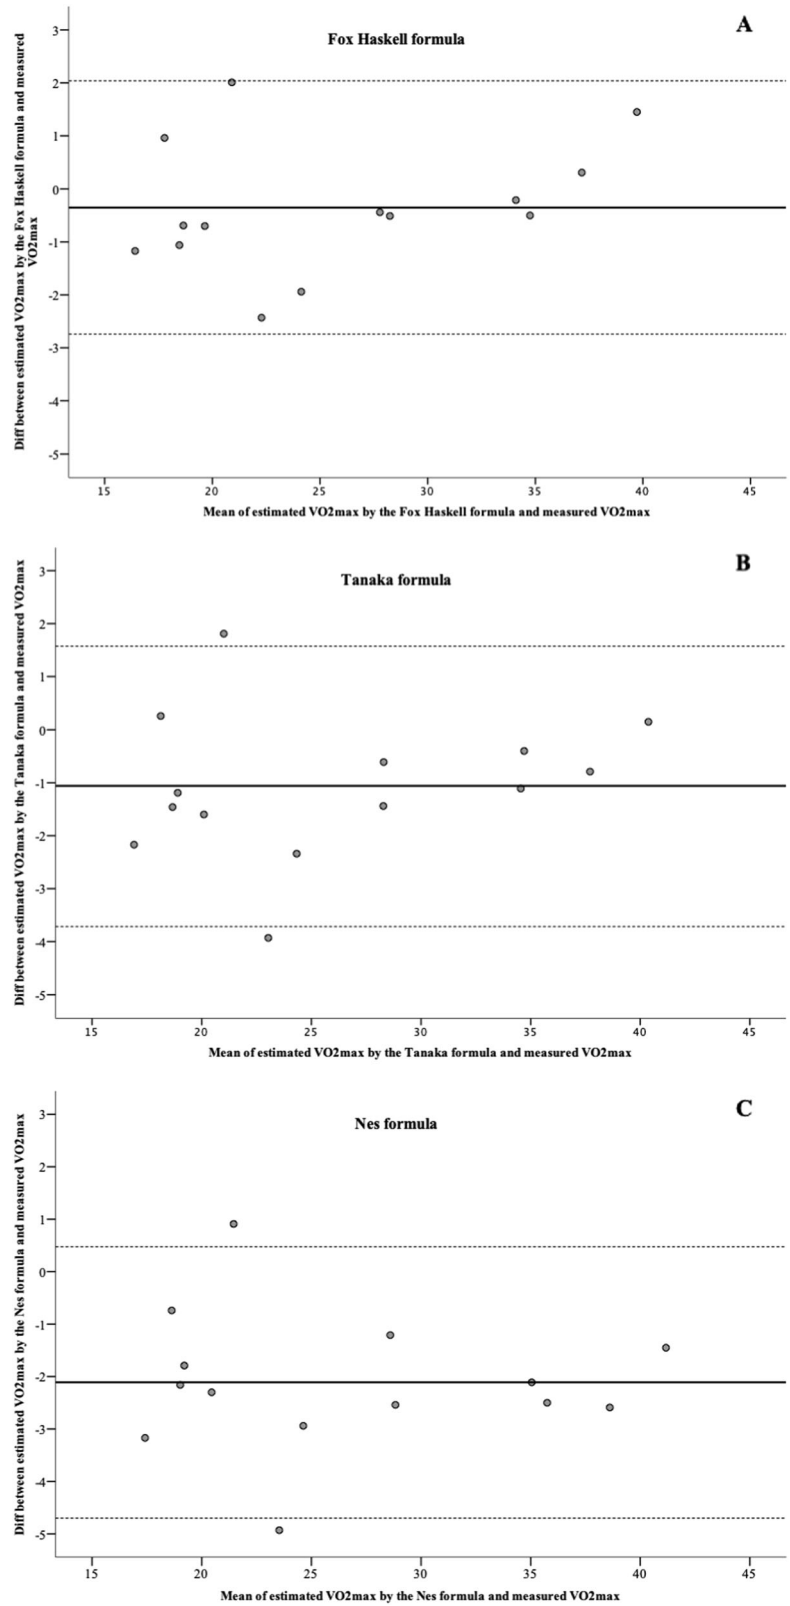 A
Fox Haskell formula
Diff between estimated VO2max by the Fox Haskell formula and measured
VO2max
3
2
1
0
-1
-2
-3
-4
-5
15 20 25 30 35 40 45
Mean of estimated VO2max by the Fox Haskell formula and measured VO2max
B
Tanaka formula
Diff between estimated VO2max by the Tanaka formula and measured VO2max
3
2
1
0
-1
-2
-3
-4
-5
15 20 25 30 35 40 45
Mean of estimated VO2max by the Tanaka formula and measured VO2max
C
Nes formula
Diff between estimated VO2max by the Nes formula and measured VO2max
3
2
1
0
-1
-2
-3
-4
-5
15 20 25 30 35 40 45
Mean of estimated VO2max by the Nes formula and measured VO2max